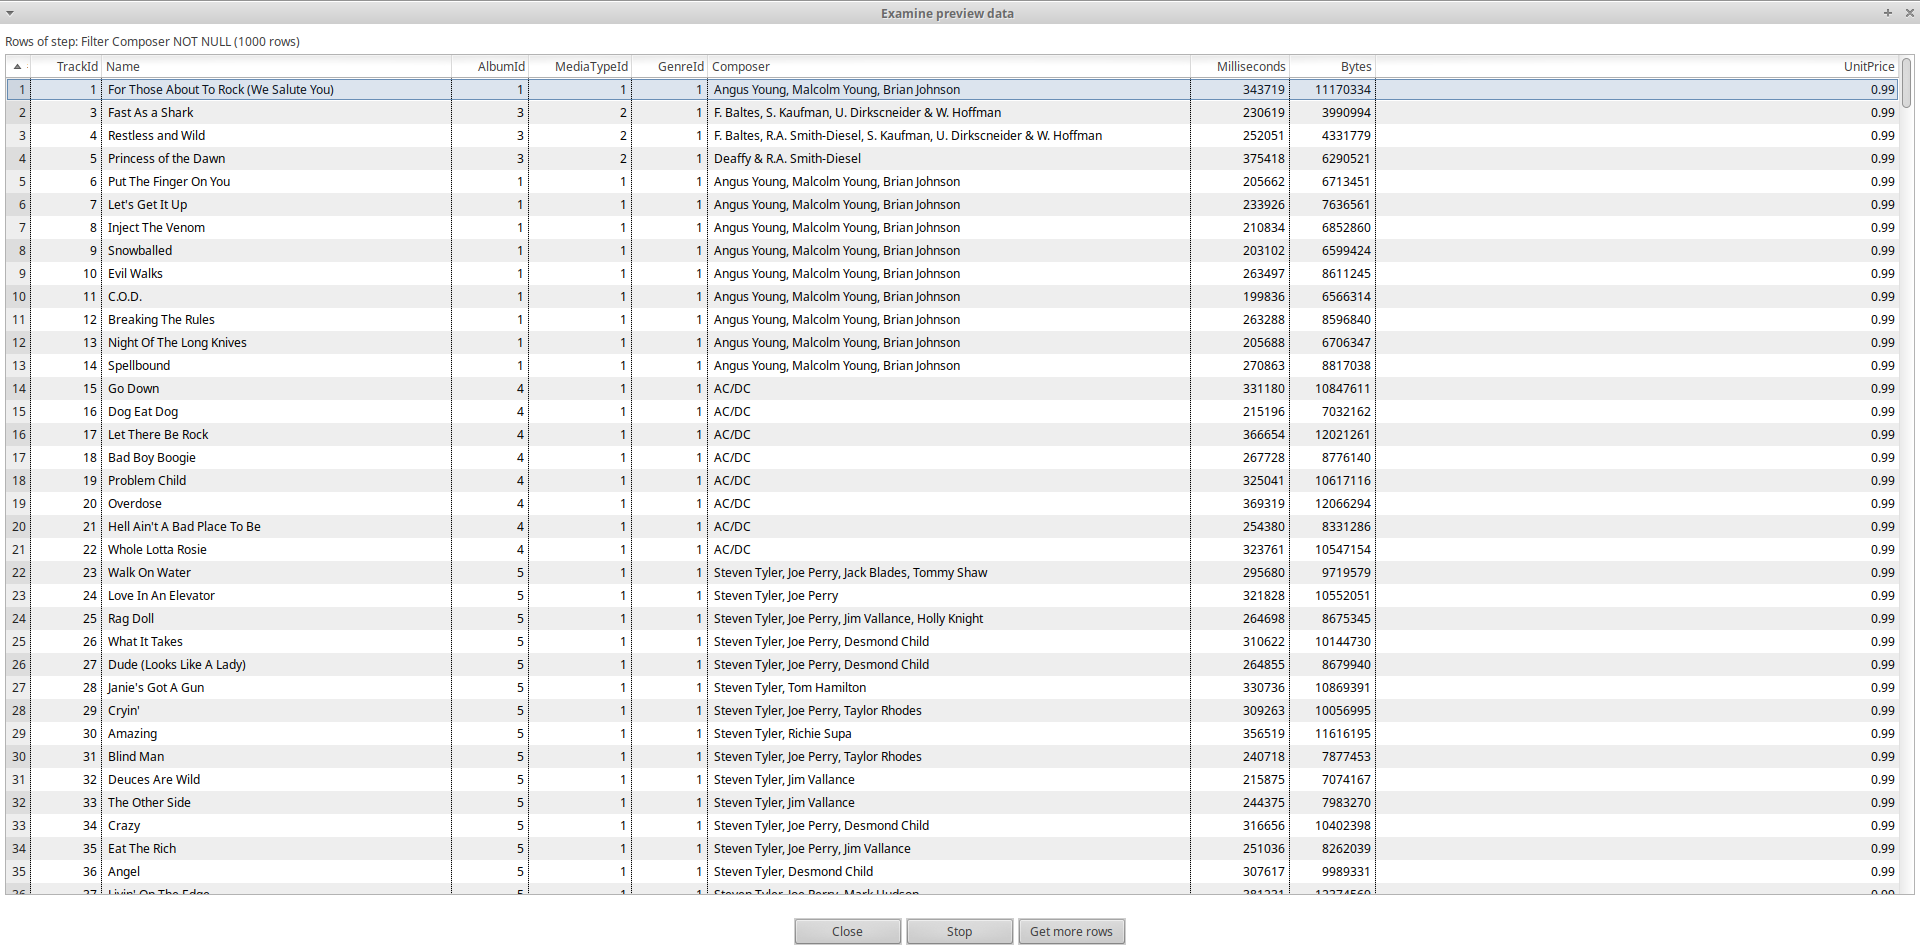 Examine preview data
Rows of step: Filter Composer NOT NULL (1000 rows)
TrackId Name AlbumId MediaTypeId GenreId Composer Milliseconds Bytes UnitPrice
1 1 For Those About To Rock (We Salute You) 1 1 1 Angus Young, Malcolm Young, Brian Johnson 343719 11170334 0.99
2 3 Fast As a Shark 3 2 1 F. Baltes, S. Kaufman, U. Dirkscneider & W. Hoffman 230619 3990994 0.99
3 4 Restless and Wild 3 2 1 F. Baltes, R.A. Smith-Diesel, S. Kaufman, U. Dirkscneider & W. Hoffman 252051 4331779 0.99
4 5 Princess of the Dawn 3 2 1 Deaffy & R.A. Smith-Diesel 375418 6290521 0.99
5 6 Put The Finger On You 1 1 1 Angus Young, Malcolm Young, Brian Johnson 205662 6713451 0.99
6 7 Let's Get It Up 1 1 1 Angus Young, Malcolm Young, Brian Johnson 233926 7636561 0.99
7 8 Inject The Venom 1 1 1 Angus Young, Malcolm Young, Brian Johnson 210834 6852860 0.99
8 9 Snowballed 1 1 1 Angus Young, Malcolm Young, Brian Johnson 203102 6599424 0.99
9 10 Evil Walks 1 1 1 Angus Young, Malcolm Young, Brian Johnson 263497 8611245 0.99
10 11 C.O.D. 1 1 1 Angus Young, Malcolm Young, Brian Johnson 199836 6566314 0.99
11 12 Breaking The Rules 1 1 1 Angus Young, Malcolm Young, Brian Johnson 263288 8596840 0.99
12 13 Night Of The Long Knives 1 1 1 Angus Young, Malcolm Young, Brian Johnson 205688 6706347 0.99
13 14 Spellbound 1 1 1 Angus Young, Malcolm Young, Brian Johnson 270863 8817038 0.99
14 15 Go Down 4 1 1 AC/DC 331180 10847611 0.99
15 16 Dog Eat Dog 4 1 1 AC/DC 215196 7032162 0.99
16 17 Let There Be Rock 4 1 1 AC/DC 366654 12021261 0.99
17 18 Bad Boy Boogie 4 1 1 AC/DC 267728 8776140 0.99
18 19 Problem Child 4 1 1 AC/DC 325041 10617116 0.99
19 20 Overdose 4 1 1 AC/DC 369319 12066294 0.99
20 21 Hell Ain't A Bad Place To Be 4 1 1 AC/DC 254380 8331286 0.99
21 22 Whole Lotta Rosie 4 1 1 AC/DC 323761 10547154 0.99
22 23 Walk On Water 5 1 1 Steven Tyler, Joe Perry, Jack Blades, Tommy Shaw 295680 9719579 0.99
23 24 Love In An Elevator 5 1 1 Steven Tyler, Joe Perry 321828 10552051 0.99
24 25 Rag Doll 5 1 1 Steven Tyler, Joe Perry, Jim Vallance, Holly Knight 264698 8675345 0.99
25 26 What It Takes 5 1 1 Steven Tyler, Joe Perry, Desmond Child 310622 10144730 0.99
26 27 Dude (Looks Like A Lady) 5 1 1 Steven Tyler, Joe Perry, Desmond Child 264855 8679940 0.99
27 28 Janie's Got A Gun 5 1 1 Steven Tyler, Tom Hamilton 330736 10869391 0.99
28 29 Cryin' 5 1 1 Steven Tyler, Joe Perry, Taylor Rhodes 309263 10056995 0.99
29 30 Amazing 5 1 1 Steven Tyler, Richie Supa 356519 11616195 0.99
30 31 Blind Man 5 1 1 Steven Tyler, Joe Perry, Taylor Rhodes 240718 7877453 0.99
31 32 Deuces Are Wild 5 1 1 Steven Tyler, Jim Vallance 215875 7074167 0.99
32 33 The Other Side 5 1 1 Steven Tyler, Jim Vallance 244375 7983270 0.99
33 34 Crazy 5 1 1 Steven Tyler, Joe Perry, Desmond Child 316656 10402398 0.99
34 35 Eat The Rich 5 1 1 Steven Tyler, Joe Perry, Jim Vallance 251036 8262039 0.99
35 36 Angel 5 1 1 Steven Tyler, Desmond Child 307617 9989331 0.99
36 37 Livin' On The Edge 5 1 1 Steven Tyler, Joe Perry, Mark Hudson 381231 12374569 0.99
Close Stop Get more rows